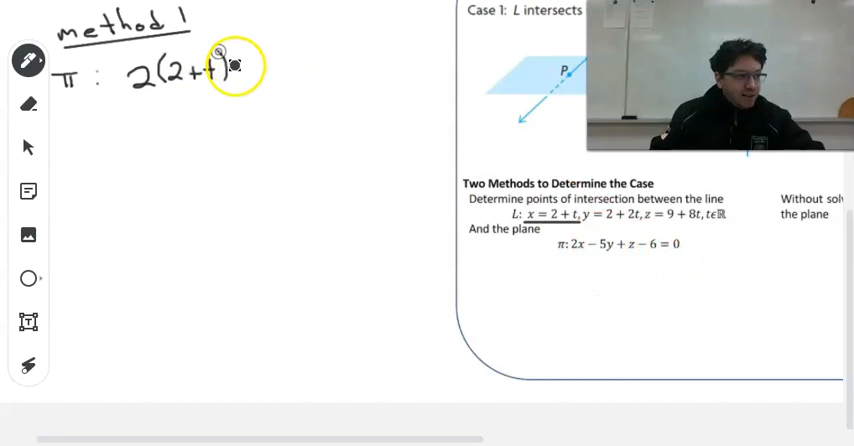 method 1
π : 2(2+t)
Case 1: L intersects
P
Two Methods to Determine the Case
Determine points of intersection between the line
L: x = 2 + t, y = 2 + 2t, z = 9 + 8t, tϵℝ
And the plane
π: 2x − 5y + z − 6 = 0
Without sol
the plane